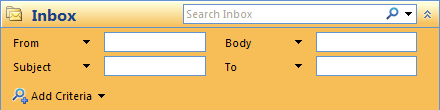 Inbox Search Inbox
From Body
Subject To
Add Criteria